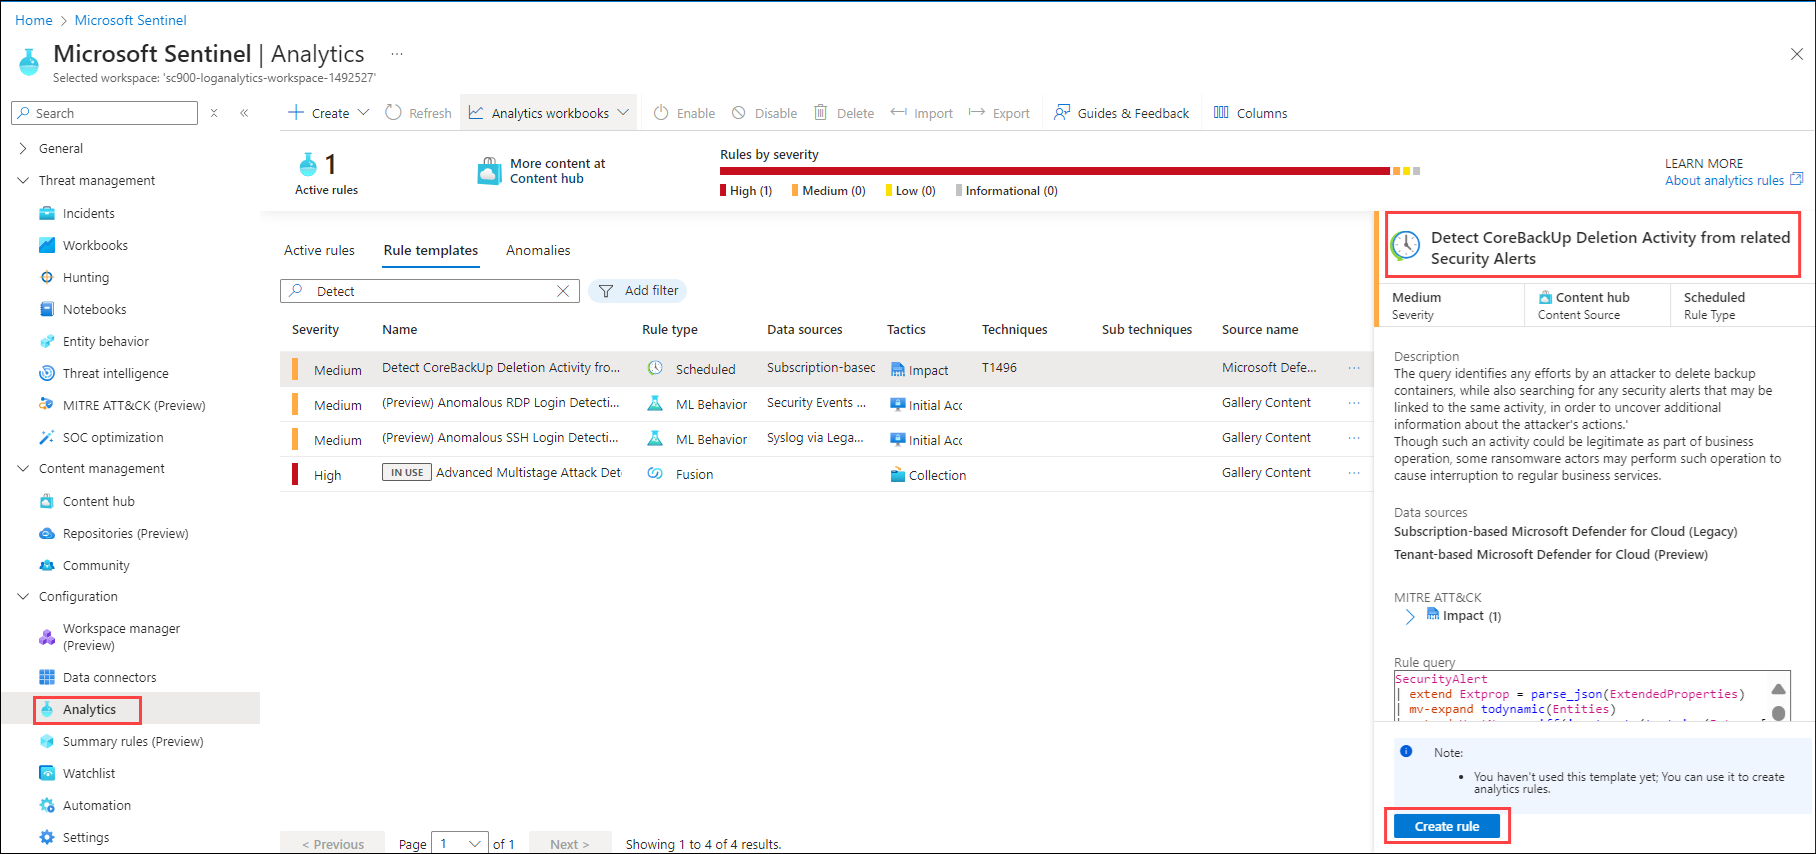 Home > Microsoft Sentinel
Microsoft Sentinel | Analytics ...
Selected workspace: 'sc900-loganalytics-workspace-1492527'
Search
General
Threat management
Incidents
Workbooks
Hunting
Notebooks
Entity behavior
Threat intelligence
MITRE ATT&CK (Preview)
SOC optimization
Content management
Content hub
Repositories (Preview)
Community
Configuration
Workspace manager
(Preview)
Data connectors
Analytics
Summary rules (Preview)
Watchlist
Automation
Settings
Create Refresh Analytics workbooks Enable Disable Delete Import Export Guides & Feedback Columns
1
Active rules
More content at
Content hub
Rules by severity
High (1) Medium (0) Low (0) Informational (0)
LEARN MORE
About analytics rules
Active rules Rule templates Anomalies
Detect Add filter
Severity Name Rule type Data sources Tactics Techniques Sub techniques Source name
Medium Detect CoreBackUp Deletion Activity fro... Scheduled Subscription-basec Impact T1496 Microsoft Defe... ...
Medium (Preview) Anomalous RDP Login Detecti... ML Behavior Security Events ... Initial Acc Gallery Content ...
Medium (Preview) Anomalous SSH Login Detecti... ML Behavior Syslog via Lega... Initial Acc Gallery Content ...
High IN USE Advanced Multistage Attack Det Fusion Collection Gallery Content ...
< Previous Page 1 of 1 Next > Showing 1 to 4 of 4 results.
Detect CoreBackUp Deletion Activity from related
Security Alerts
Medium Content hub Scheduled
Severity Content Source Rule Type
Description
The query identifies any efforts by an attacker to delete backup
containers, while also searching for any security alerts that may be
linked to the same activity, in order to uncover additional
information about the attacker's actions.'
Though such an activity could be legitimate as part of business
operation, some ransomware actors may perform such operation to
cause interruption to regular business services.
Data sources
Subscription-based Microsoft Defender for Cloud (Legacy)
Tenant-based Microsoft Defender for Cloud (Preview)
MITRE ATT&CK
Impact (1)
Rule query
SecurityAlert
| extend Extprop = parse_json(ExtendedProperties)
| mv-expand todynamic(Entities)
Note:
• You haven't used this template yet; You can use it to create
analytics rules.
Create rule